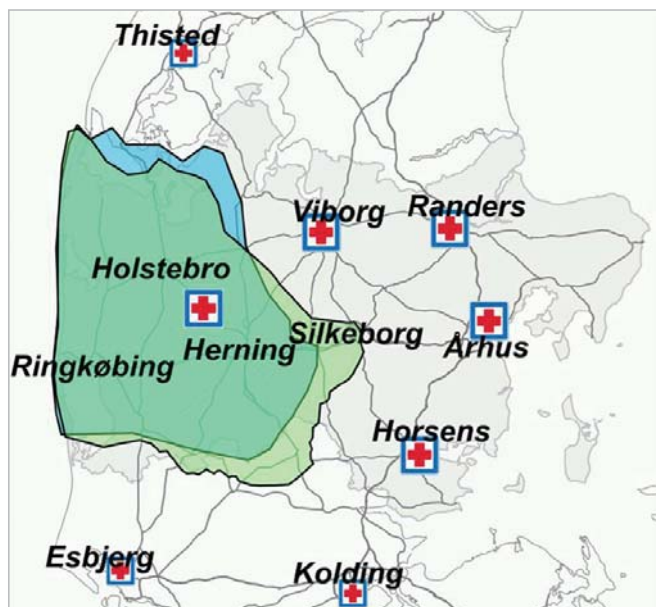 Thisted
Viborg
Randers
Holstebro
Silkeborg
Herning
Århus
Ringkøbing
Horsens
Esbjerg
Kolding